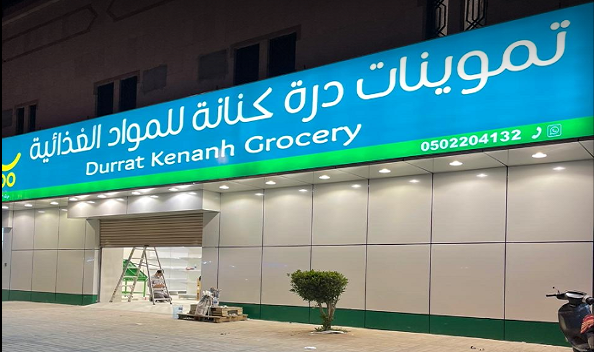 تموينات درة كنانة للمواد الغذائية
Durrat Kenanh Grocery
0502204132